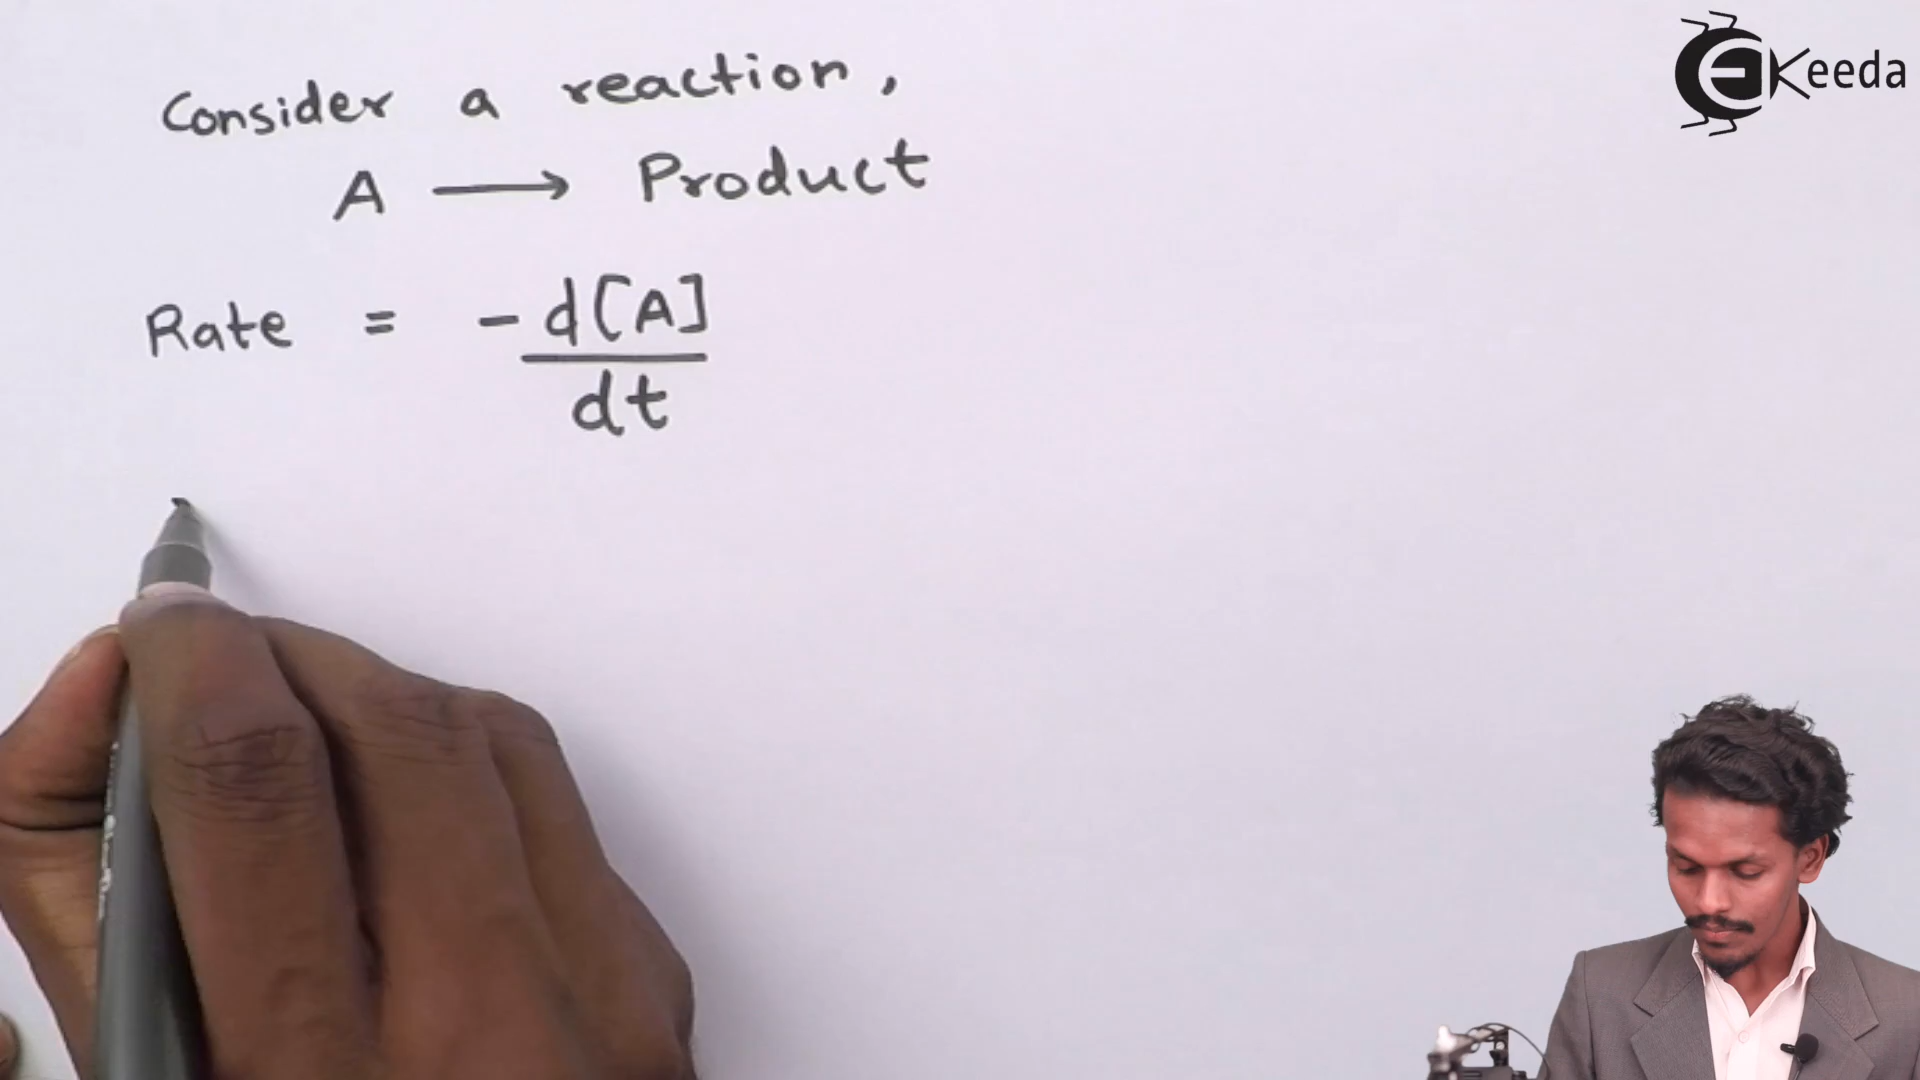 Keeda
Consider a reaction,
A ⟶ Product
Rate = - d[A]
dt